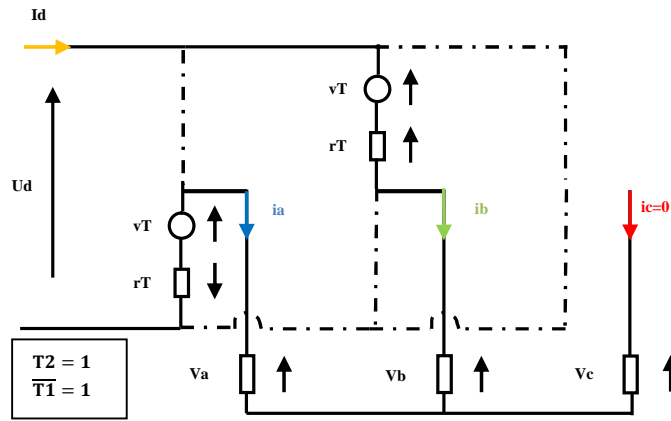 Id
vT
rT
Ud
ia
ib
ic=0
vT
rT
T2 = 1
T1̅ = 1
Va
Vb
Vc